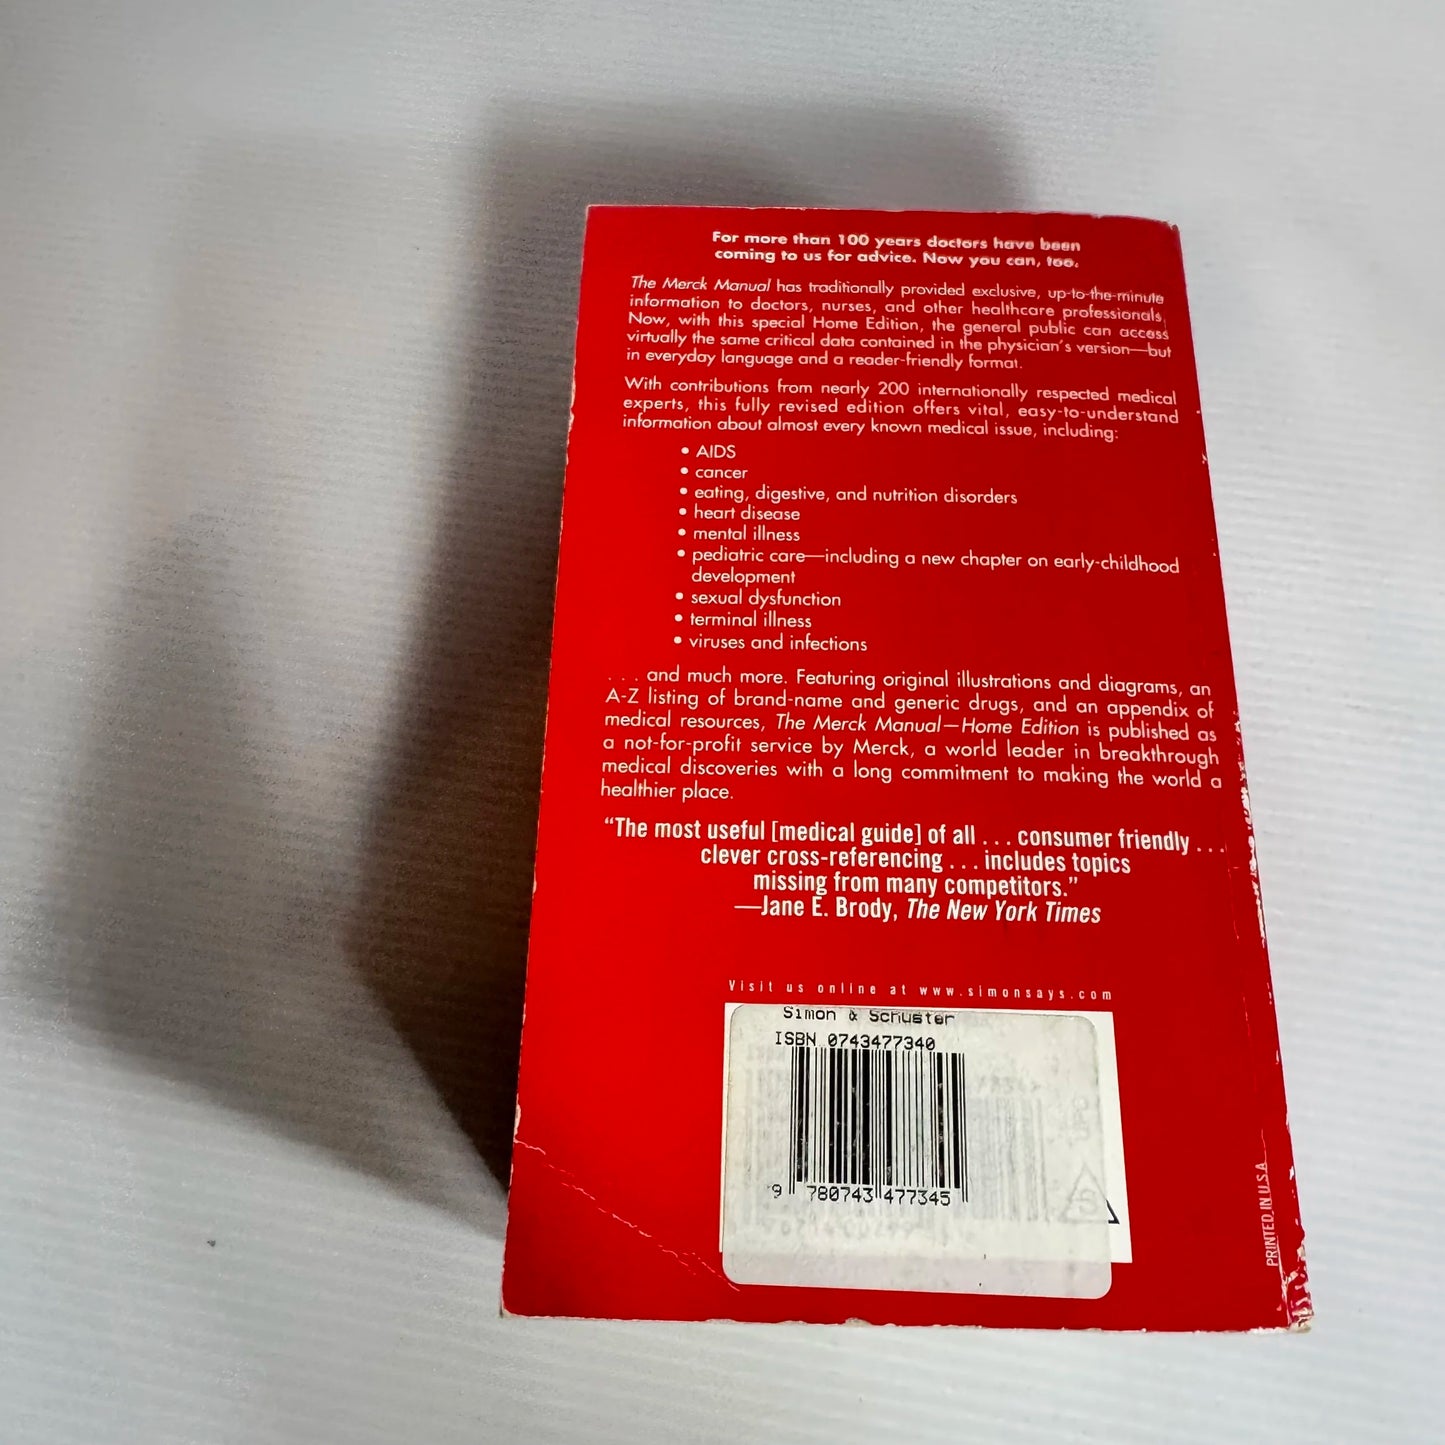 For more than 100 years doctors have been
coming to us for advice. Now you can, too.
The Merck Manual has traditionally provided exclusive, up-to-the-minute
information to doctors, nurses, and other healthcare professionals.
Now, with this special Home Edition, the general public can access
virtually the same critical data contained in the physician's version—but
in everyday language and a reader-friendly format.
With contributions from nearly 200 internationally respected medical
experts, this fully revised edition offers vital, easy-to-understand
information about almost every known medical issue, including:
• AIDS
• cancer
• eating, digestive, and nutrition disorders
• heart disease
• mental illness
• pediatric care—including a new chapter on early-childhood
development
• sexual dysfunction
• terminal illness
• viruses and infections
. . . and much more. Featuring original illustrations and diagrams, an
A-Z listing of brand-name and generic drugs, and an appendix of
medical resources, The Merck Manual—Home Edition is published as
a not-for-profit service by Merck, a world leader in breakthrough
medical discoveries with a long commitment to making the world a
healthier place.
“The most useful [medical guide] of all . . . consumer friendly . . .
clever cross-referencing . . . includes topics
missing from many competitors.”
—Jane E. Brody, The New York Times
Visit us online at www.simonsays.com
Simon & Schuster
ISBN 0743477340
9 780743 477345
PRINTED IN U.S.A.